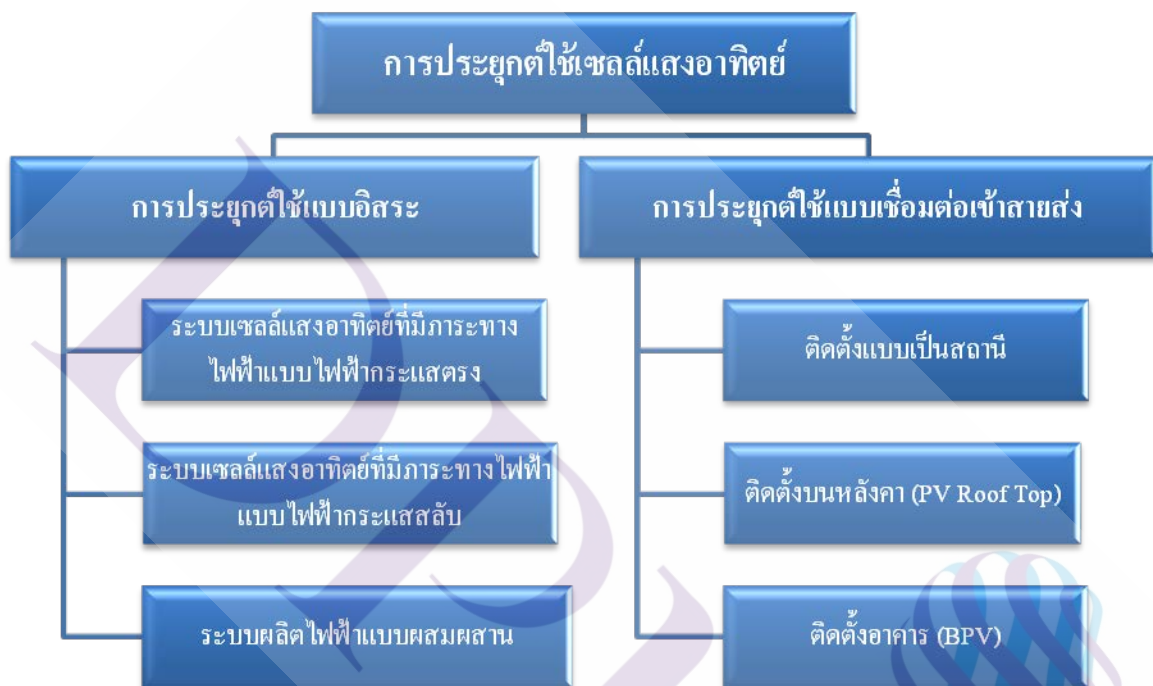 การประยุกต์ใช้เซลล์แสงอาทิตย์
การประยุกต์ใช้แบบอิสระ
ระบบเซลล์แสงอาทิตย์ที่มีภาระทาง
ไฟฟ้าแบบไฟฟ้ากระแสตรง
ระบบเซลล์แสงอาทิตย์ที่มีภาระทางไฟฟ้า
แบบไฟฟ้ากระแสสลับ
ระบบผลิตไฟฟ้าแบบผสมผสาน
การประยุกต์ใช้แบบเชื่อมต่อเข้าสายส่ง
ติดตั้งแบบเป็นสถานี
ติดตั้งบนหลังคา (PV Roof Top)
ติดตั้งอาคาร (BPV)